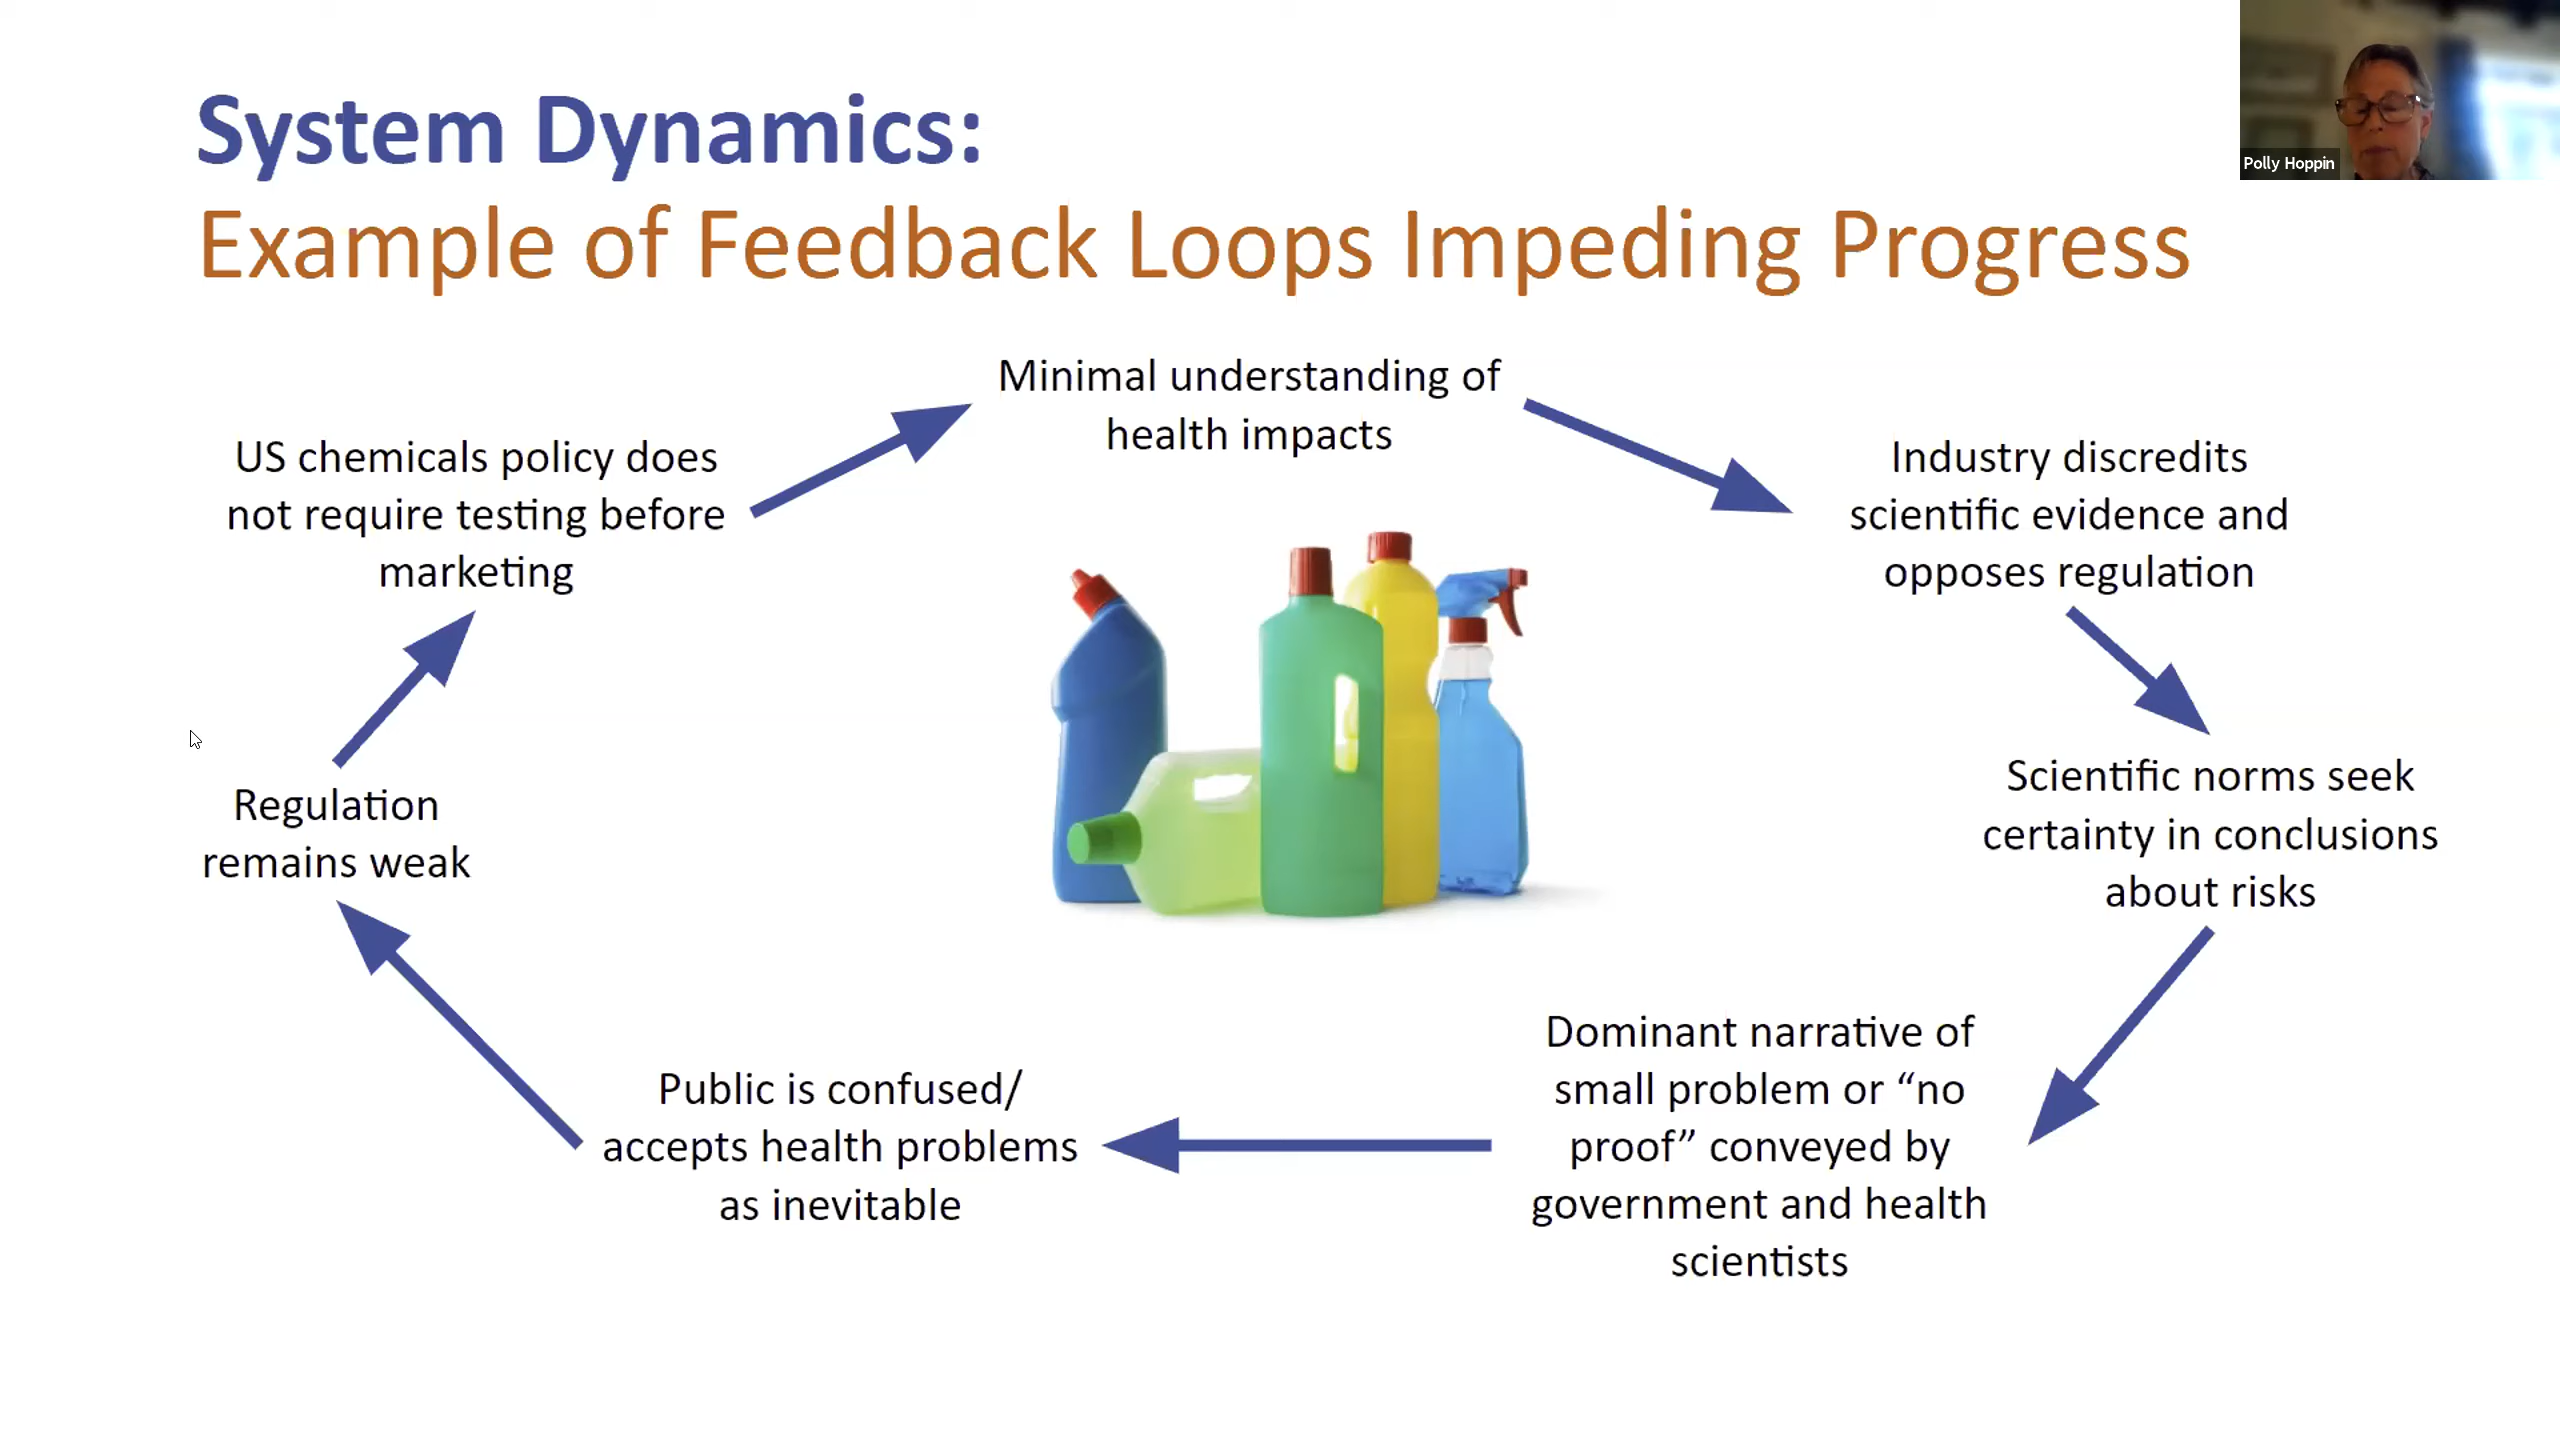 System Dynamics:
Example of Feedback Loops Impeding Progress
Polly Hoppin
Minimal understanding of
health impacts
Industry discredits
scientific evidence and
opposes regulation
Scientific norms seek
certainty in conclusions
about risks
Dominant narrative of
small problem or “no
proof” conveyed by
government and health
scientists
Public is confused/
accepts health problems
as inevitable
Regulation
remains weak
US chemicals policy does
not require testing before
marketing